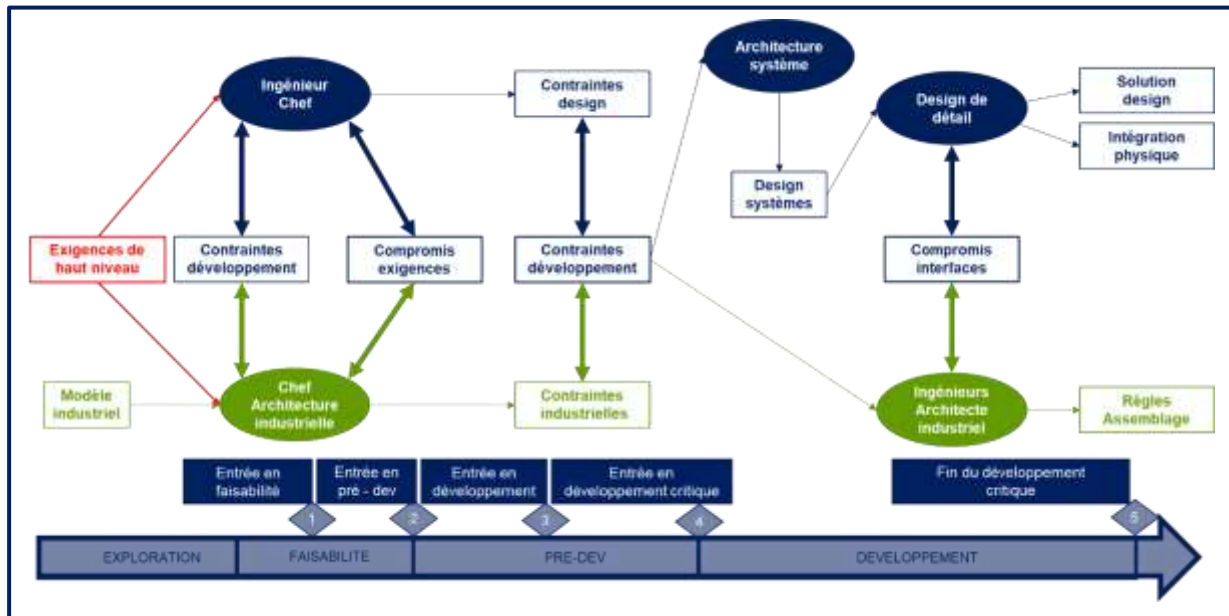 Architecture
système
Ingénieur
Chef
Contraintes
design
Design de
détail
Solution
design
Intégration
physique
Design
systèmes
Exigences de
haut niveau
Contraintes
développement
Compromis
exigences
Contraintes
développement
Compromis
interfaces
Modèle
industriel
Chef
Architecture
industrielle
Contraintes
industrielles
Ingénieurs
Architecte
industriel
Règles
Assemblage
Entrée en
faisabilité
Entrée en
pré - dev
Entrée en
développement
Entrée en
développement critique
Fin du développement
critique
1
2
3
4
5
EXPLORATION
FAISABILITE
PRE-DEV
DEVELOPPEMENT